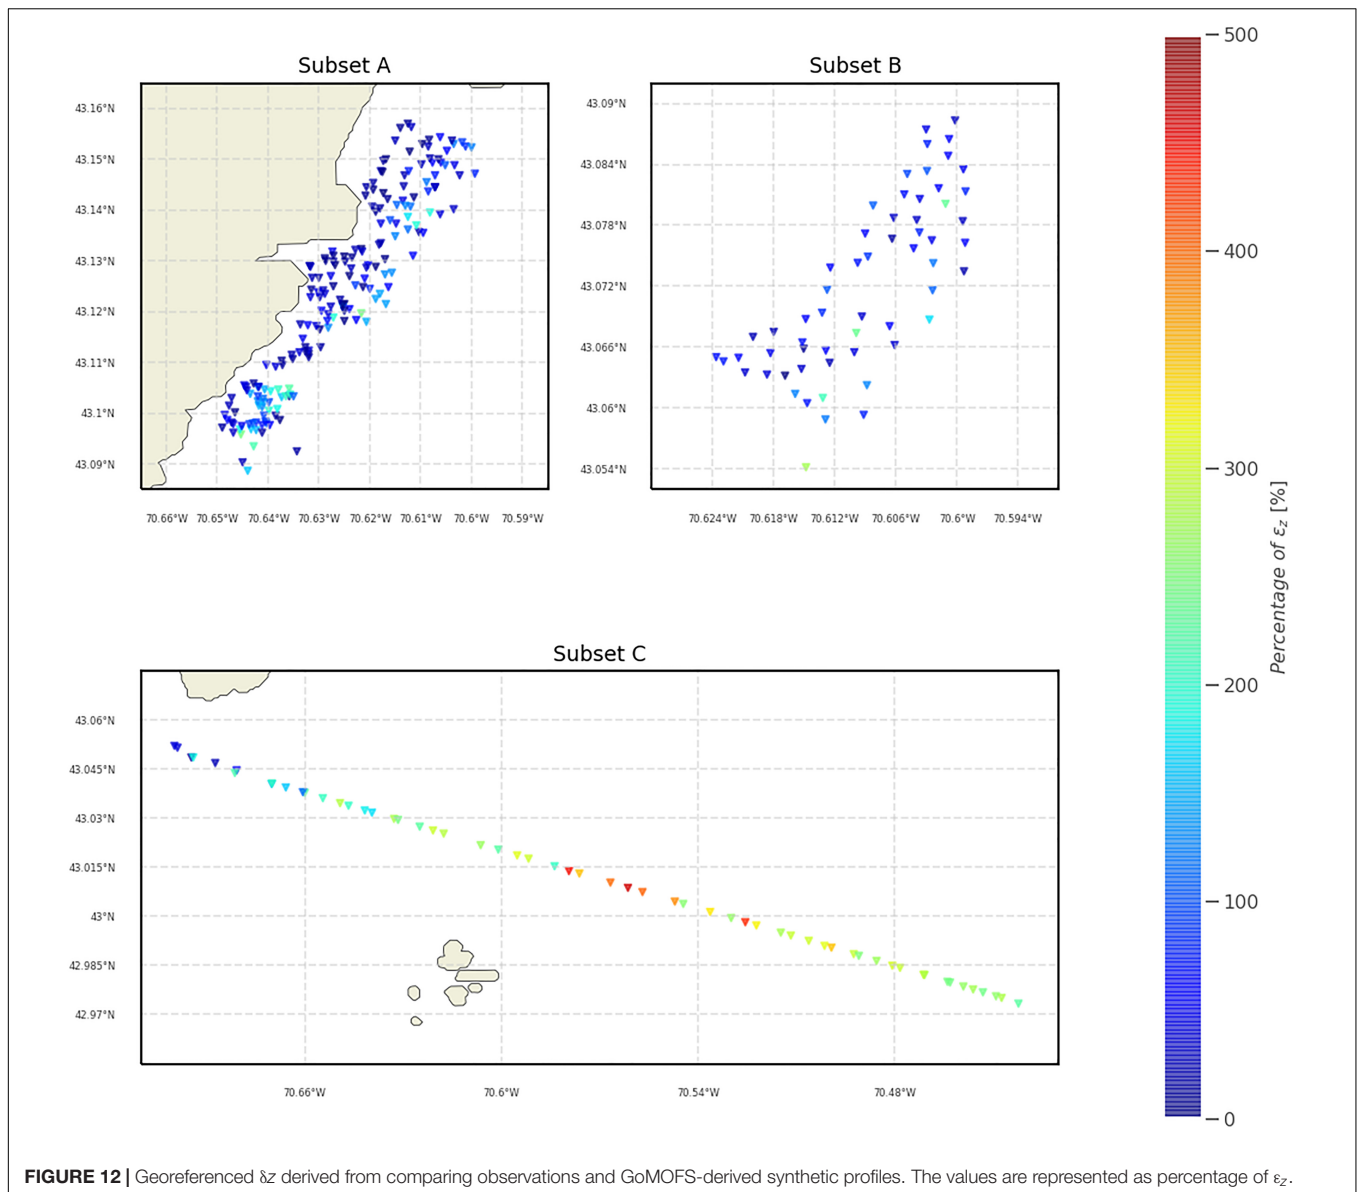 Subset A
43.16°N
43.15°N
43.14°N
43.13°N
43.12°N
43.11°N
43.1°N
43.09°N
70.66°W 70.65°W 70.64°W 70.63°W 70.62°W 70.61°W 70.6°W 70.59°W
Subset B
43.09°N
43.084°N
43.078°N
43.072°N
43.066°N
43.06°N
43.054°N
70.624°W 70.618°W 70.612°W 70.606°W 70.6°W 70.594°W
Subset C
43.06°N
43.045°N
43.03°N
43.015°N
43°N
42.985°N
42.97°N
70.66°W 70.6°W 70.54°W 70.48°W
500
400
300
200
100
0
Percentage of ε_z [%]
FIGURE 12 | Georeferenced δz derived from comparing observations and GoMOFS-derived synthetic profiles. The values are represented as percentage of ε_z.